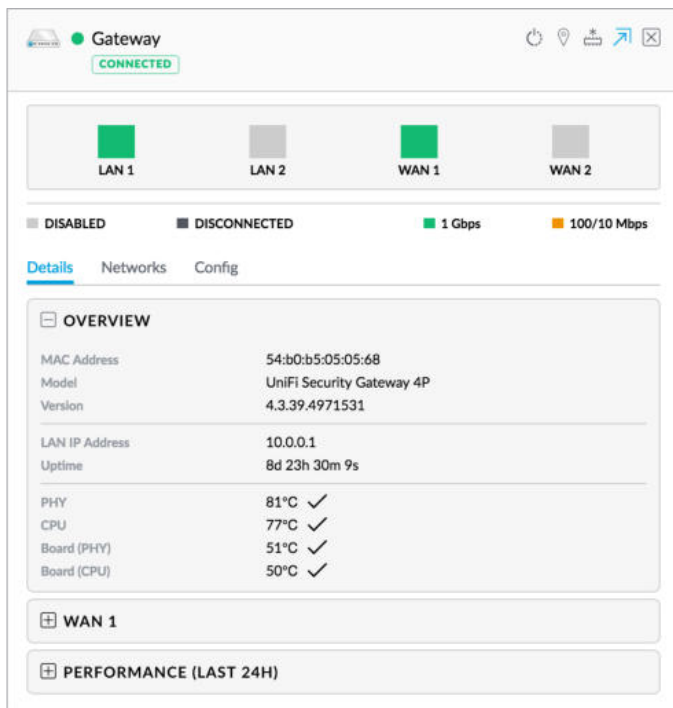 Gateway
CONNECTED
LAN 1 LAN 2 WAN 1 WAN 2
DISABLED DISCONNECTED 1 Gbps 100/10 Mbps
Details Networks Config
OVERVIEW
MAC Address 54:b0:b5:05:05:68
Model UniFi Security Gateway 4P
Version 4.3.39.4971531
LAN IP Address 10.0.0.1
Uptime 8d 23h 30m 9s
PHY 81°C
CPU 77°C
Board (PHY) 51°C
Board (CPU) 50°C
WAN 1
PERFORMANCE (LAST 24H)